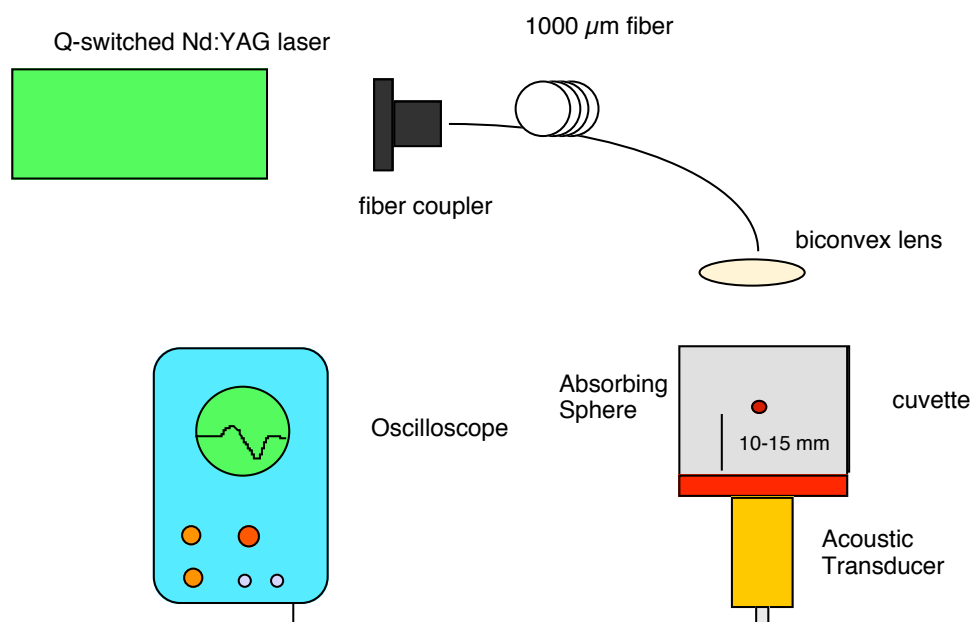 1000 µm fiber
Q-switched Nd:YAG laser
fiber coupler
biconvex lens
Absorbing
Sphere
cuvette
Oscilloscope
10-15 mm
Acoustic
Transducer